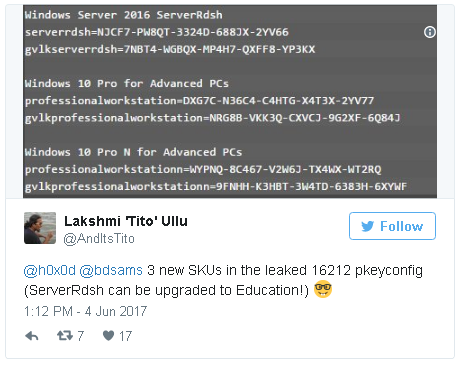 Windows Server 2016 ServerRdsh
serverrdsh=NJCF7-PW8QT-3324D-688JX-2YV66
gvlkserverrdsh=7NBT4-WGBQX-MP4H7-QXFF8-YP3KX
Windows 10 Pro for Advanced PCs
professionalworkstation=DXG7C-N36C4-C4HTG-X4T3X-2YV77
gvlkprofessionalworkstation=NRG8B-VKK3Q-CXVCJ-9G2XF-6Q84J
Windows 10 Pro N for Advanced PCs
professionalworkstationn=WYPNQ-8C467-V2W6J-TX4WX-WT2RQ
gvlkprofessionalworkstationn=9FNHH-K3HBT-3W4TD-6383H-6XYWF
Lakshmi 'Tito' Ullu
@AndItsTito
Follow
@h0x0d @bdsams 3 new SKUs in the leaked 16212 pkeyconfig
(ServerRdsh can be upgraded to Education!) 🤓
1:12 PM - 4 Jun 2017
7 17